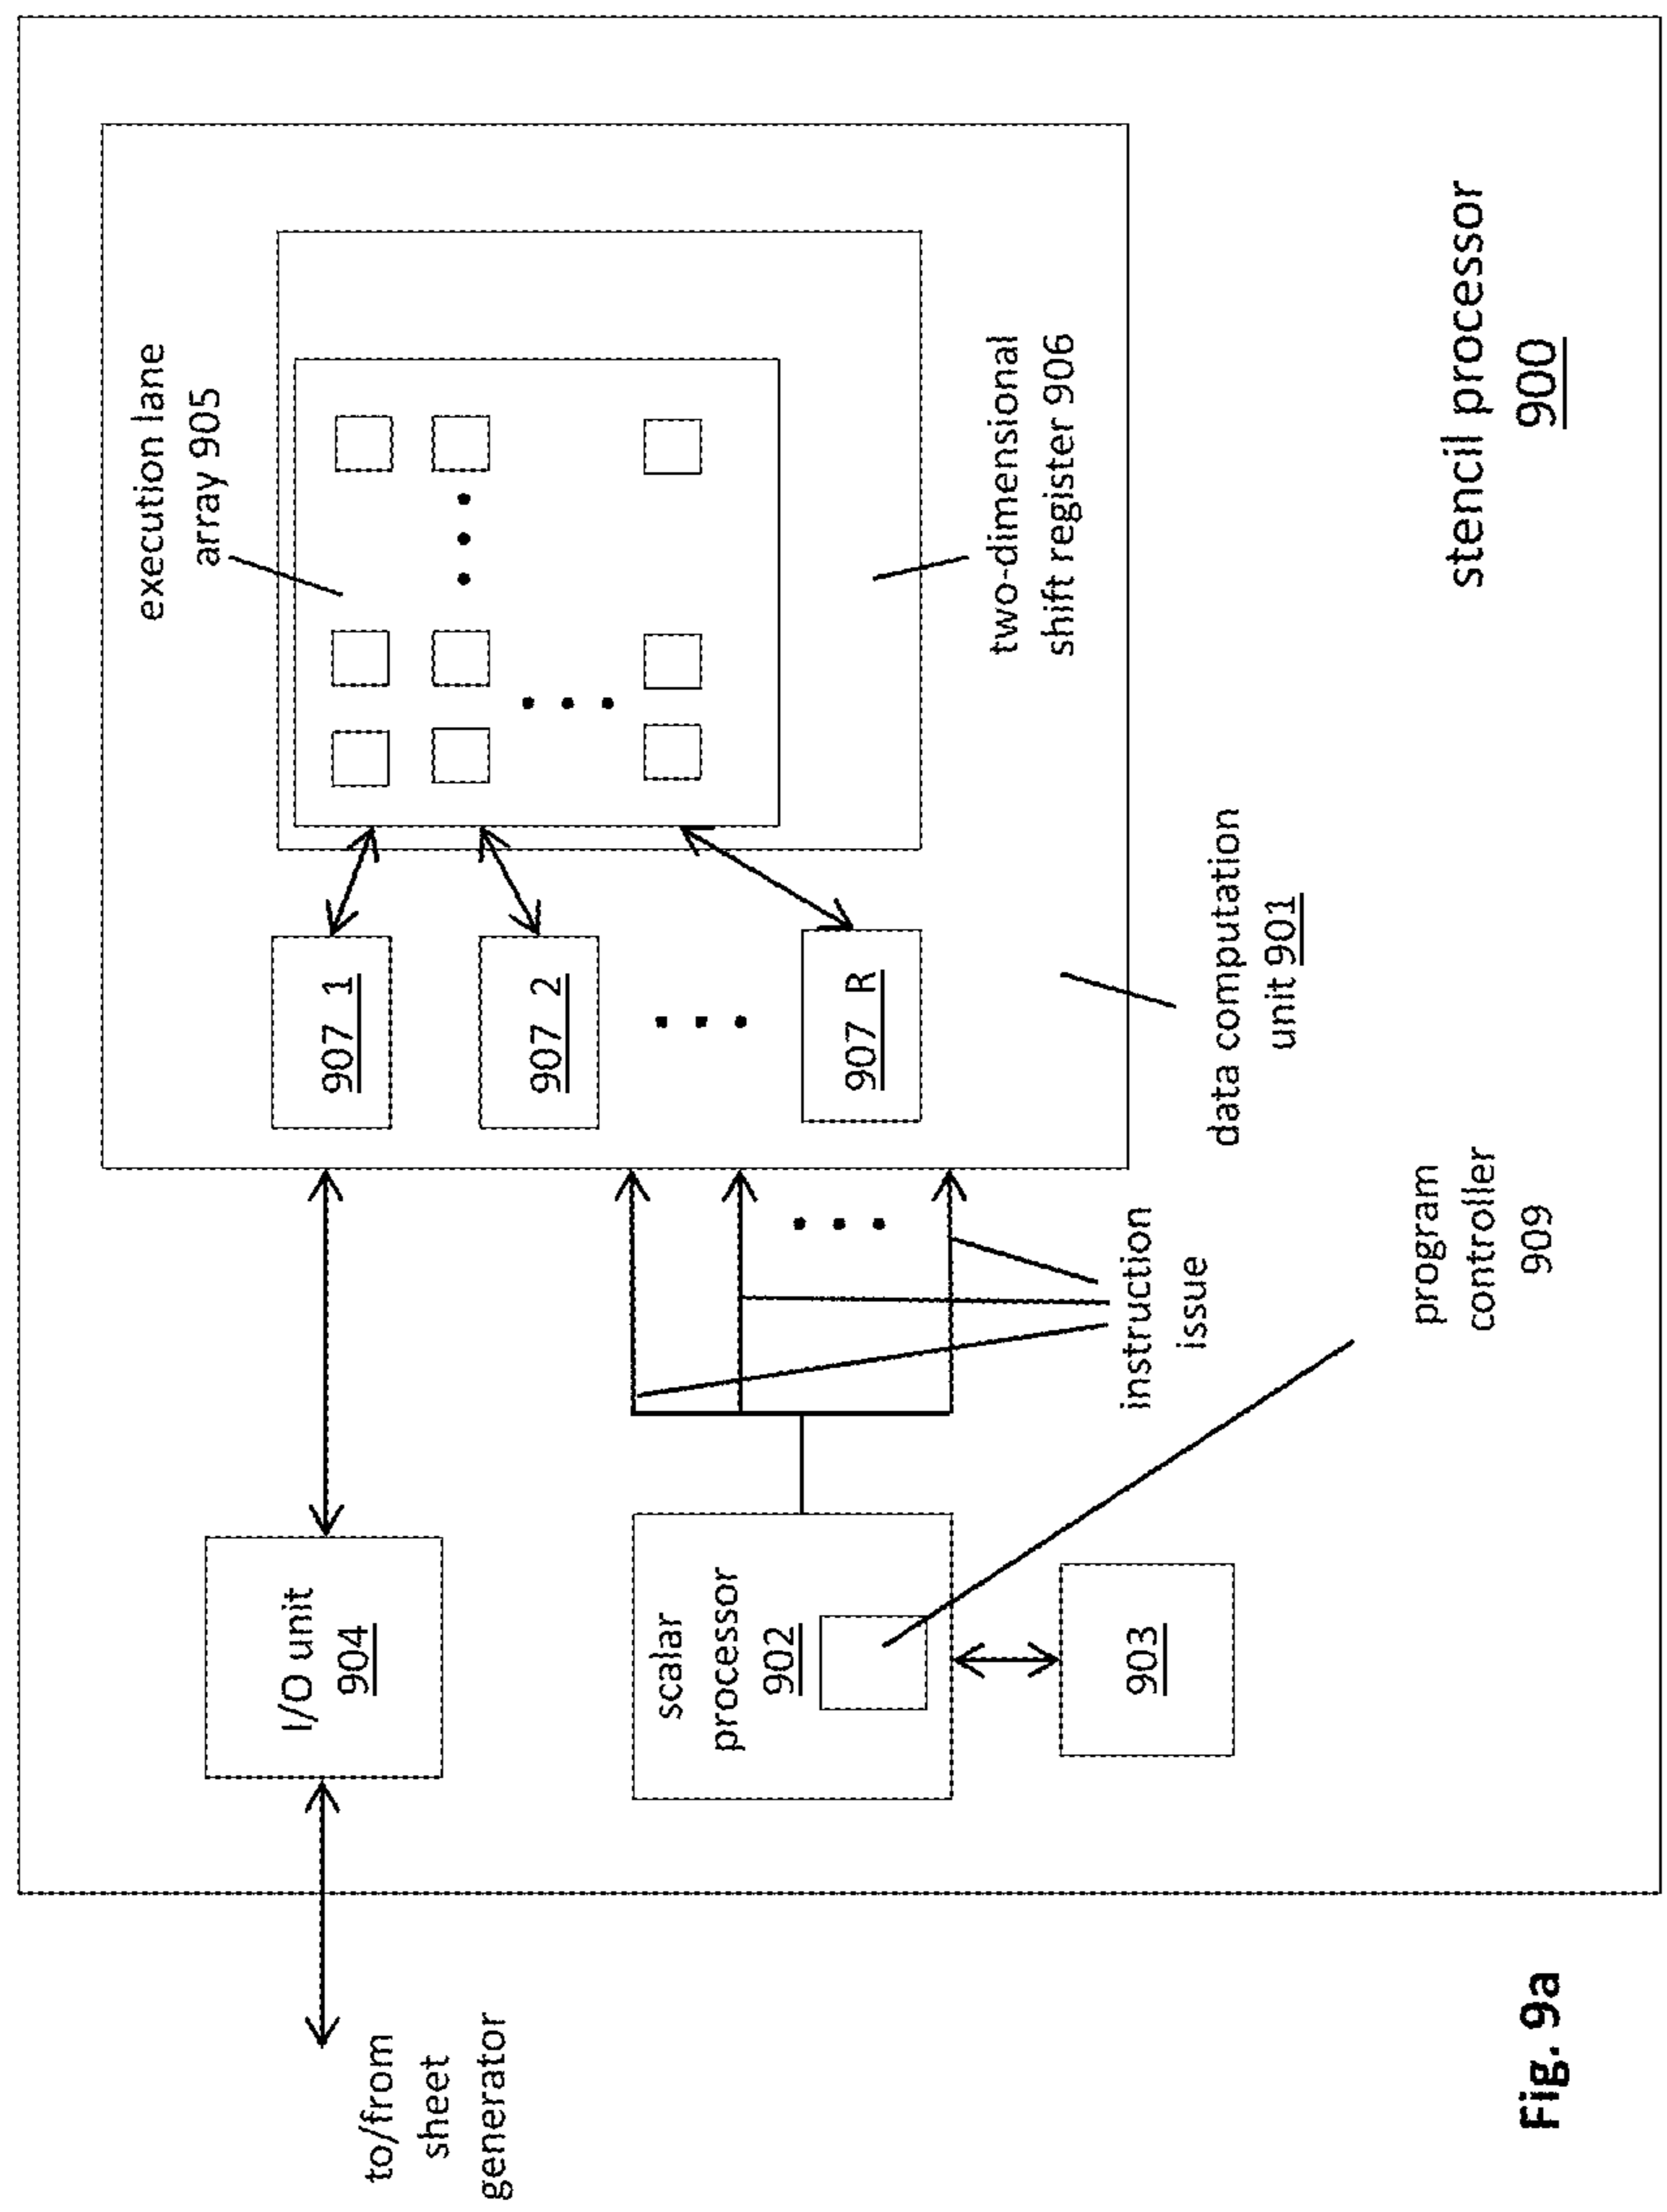 execution lane
array 905
two-dimensional
shift register 906
907_1
907_2
907_R
data computation
unit 901
I/O unit
904
to/from
sheet
generator
scalar
processor
902
903
instruction
issue
program
controller
909
stencil processor
900
Fig. 9a